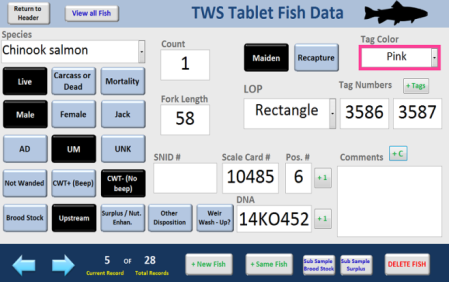 Return to Header
View all Fish
TWS Tablet Fish Data
Species
Chinook salmon
Count
1
Maiden
Recapture
Tag Color
Pink
Live
Carcass or Dead
Mortality
Fork Length
58
LOP
Rectangle
Tag Numbers
+ Tags
3586
3587
Male
Female
Jack
AD
UM
UNK
SNID #
Scale Card #
10485
Pos. #
6
+ 1
Comments
+ C
Not Wanded
CWT+ (Beep)
CWT- (No beep)
DNA
14KO452
+ 1
Brood Stock
Upstream
Surplus / Nut. Enhan.
Other Disposition
Weir Wash - Up?
5 OF 28
Current Record
Total Records
+ New Fish
+ Same Fish
Sub Sample Brood Stock
Sub Sample Surplus
DELETE FISH